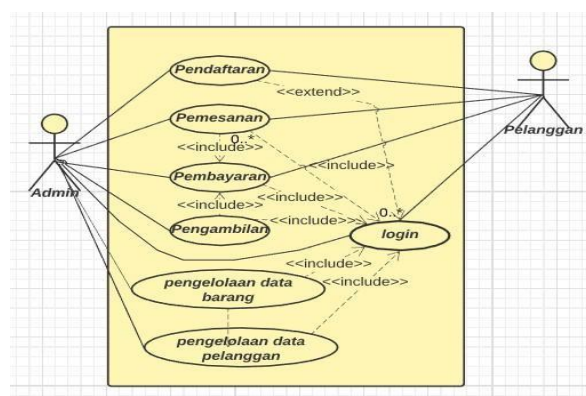 Pendaftaran
<<extend>>
Pemesanan
0..*
<<include>>
<<include>>
Pembayaran
<<include>>
<<include>>
<<include>>
0..*
Pengambilan
login
<<include>>
pengelolaan data
barang
<<include>>
pengelolaan data
pelanggan
Admin
Pelanggan